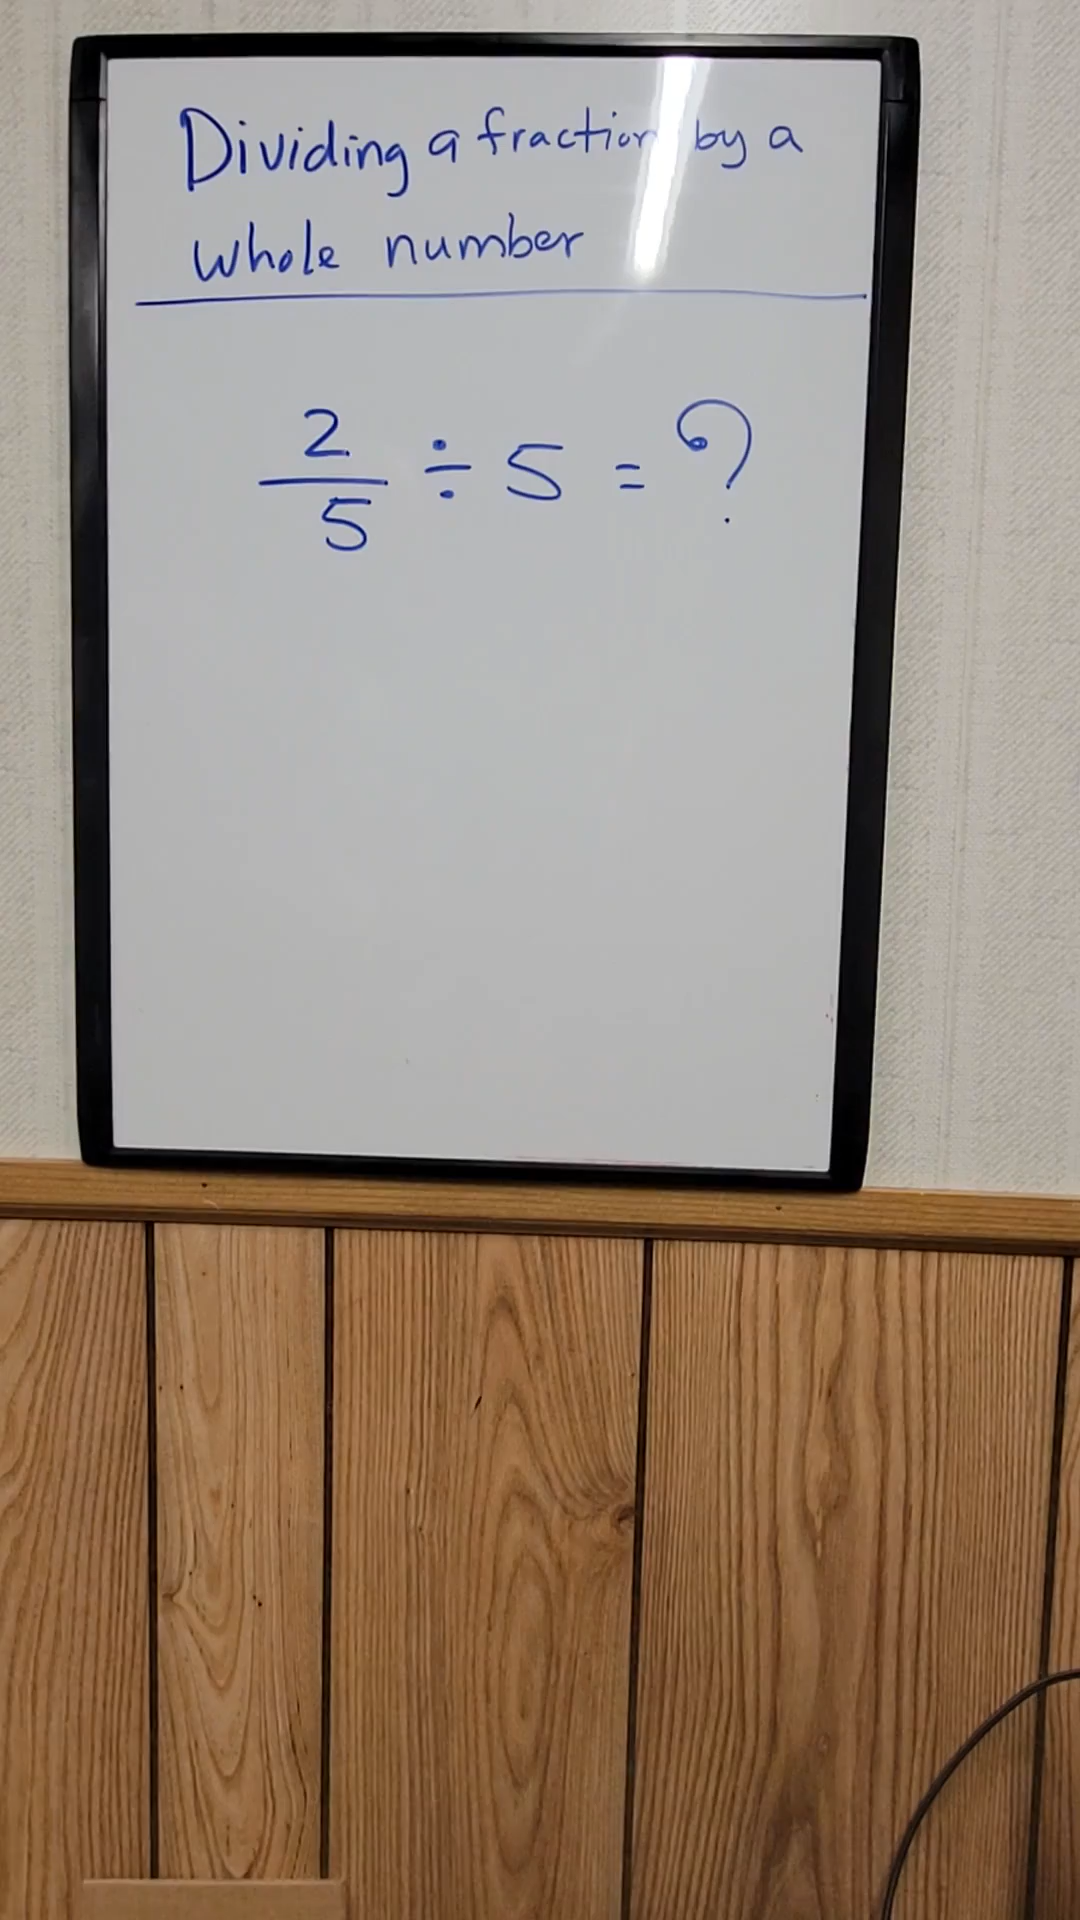 Dividing a fraction by a
whole number
2/5 ÷ 5 = ?